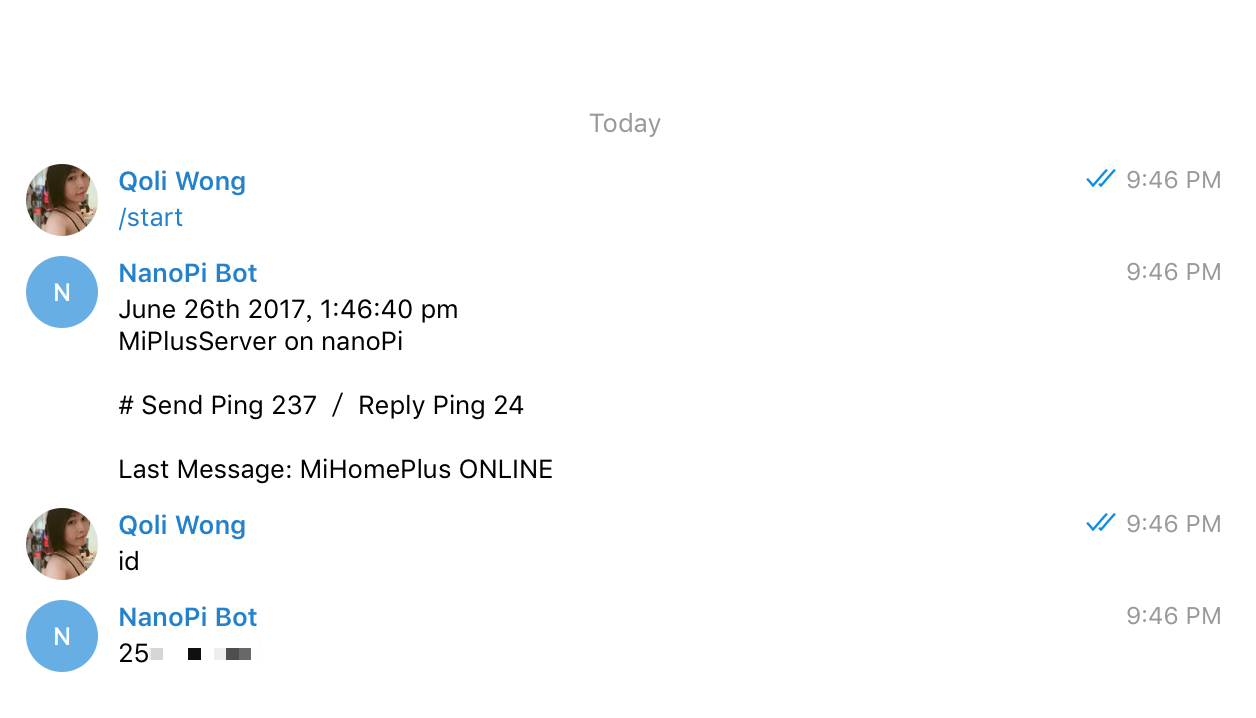 Today
Qoli Wong
9:46 PM
/start
NanoPi Bot
9:46 PM
N
June 26th 2017, 1:46:40 pm
MiPlusServer on nanoPi
# Send Ping 237 / Reply Ping 24
Last Message: MiHomePlus ONLINE
Qoli Wong
9:46 PM
id
NanoPi Bot
9:46 PM
N
25